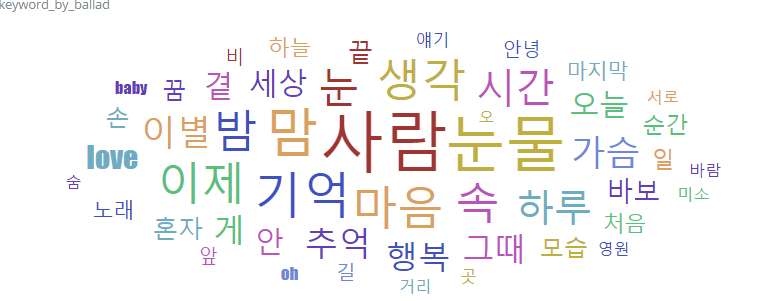 keyword_by_ballad
비 하늘 끝 얘기 안녕
baby 꿈 곁 세상 눈 생각 시간 마지막
손 이별 밤 맘 사람 눈물 오 오늘 서로 순간
love 이제 기억 마음 속 하루 가슴 일 바람
숨 노래 바보 미소
혼자 게 안 추억 행복 그때 모습 처음 영원
앞 oh 길 거리 곳